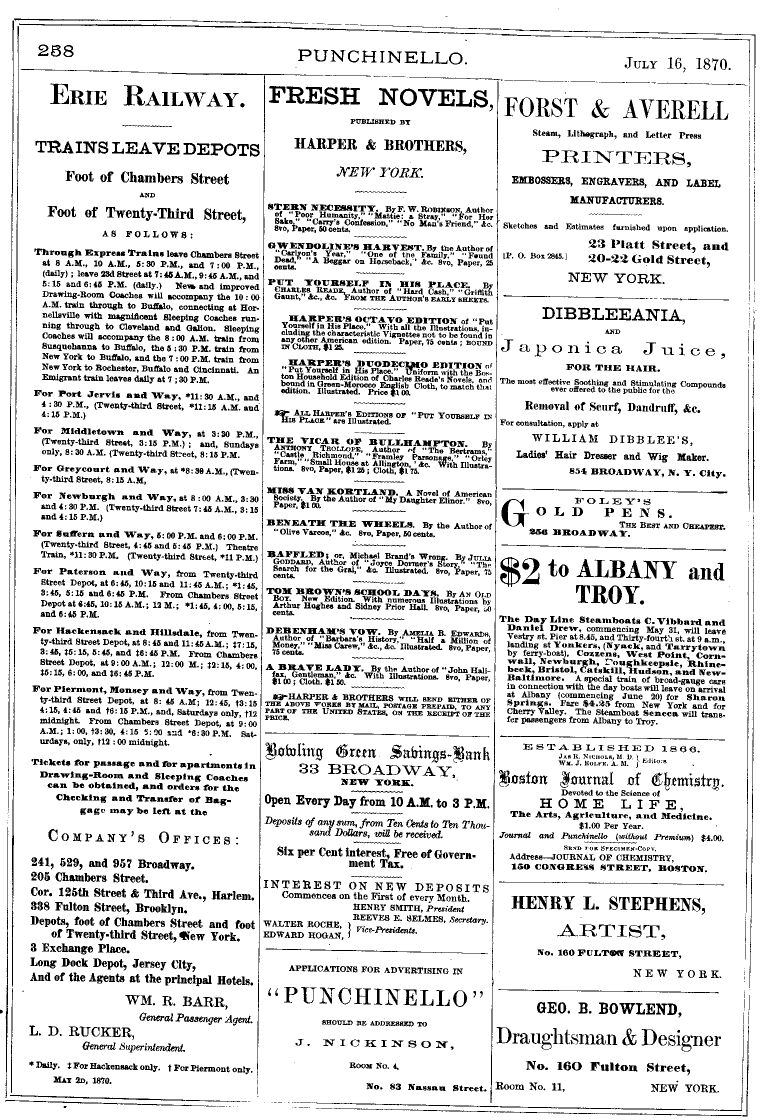 258
PUNCHINELLO.
JULY 16, 1870.
ERIE RAILWAY.
TRAINS LEAVE DEPOTS
Foot of Chambers Street
AND
Foot of Twenty-Third Street,
AS FOLLOWS:
Through Express Trains leave Chambers Street
at 8 A.M., 10 A.M., 5:30 P.M., and 7:00 P.M.,
(daily); leave 23d Street at 7:45 A.M., 9:45 A.M., and
5:15 and 6:45 P.M. (daily.) New and improved
Drawing-Room Coaches will accompany the 10:00
A.M. train through to Buffalo, connecting at Hor-
nellsville with magnificent Sleeping Coaches run-
ning through to Cleveland and Galion. Sleeping
Coaches will accompany the 8:00 A.M. train from
Susquehanna to Buffalo, the 5:30 P.M. train from
New York to Buffalo, and the 7:00 P.M. train from
New York to Rochester, Buffalo and Cincinnati. An
Emigrant train leaves daily at 7;30 P.M.
For Port Jervis and Way, *11:30 A.M., and
4:30 P.M., (Twenty-third Street, *11:15 A.M. and
4:15 P.M.)
For Middletown and Way, at 3:30 P.M.,
(Twenty-third Street, 3:15 P.M.); and, Sundays
only, 8:30 A.M. (Twenty-third Street, 8:15 P.M.
For Greycourt and Way, at *8:30 A.M., (Twen-
ty-third Street, 8:15 A.M,
For Newburgh and Way, at 8:00 A.M., 3:30
and 4:30 P.M. (Twenty-third Street 7:45 A.M., 3:15
and 4:15 P.M.)
For Suffern and Way, 5:00 P.M. and 6:00 P.M.
(Twenty-third Street, 4:45 and 5:45 P.M.) Theatre
Train, *11:30 P.M. (Twenty-third Street, *11 P.M.)
For Paterson and Way, from Twenty-third
Street Depot, at 6:45, 10:15 and 11:45 A.M.; *1:45,
3:45, 5:15 and 6:45 P.M. From Chambers Street
Depot at 6:45, 10:15 A.M.; 12 M.; *1:45, 4:00, 5:15,
and 6:45 P.M.
For Hackensack and Hillsdale, from Twen-
ty-third Street Depot, at 8:45 and 11:45 A.M.; ‡7:15,
3:45, ‡5:15, 5:45, and ‡6:45 P.M. From Chambers
Street Depot, at 9:00 A.M.; 12:00 M.; ‡2:15, 4:00,
‡5:15, 6:00, and ‡6:45 P.M.
For Piermont, Monsey and Way, from Twen-
ty-third Street Depot, at 8:45 A.M; 12:45, †3:15
4:15, 4:45 and †6:15 P.M., and, Saturdays only, †12
midnight. From Chambers Street Depot, at 9:00
A.M.; 1:00, †3:30, 4:15 5:00 and *6:30 P.M. Sat-
urdays, only, †12:00 midnight.
Tickets for passage and for apartments in
Drawing-Room and Sleeping Coaches
can be obtained, and orders for the
Checking and Transfer of Bag-
gage may be left at the
COMPANY'S OFFICES:
241, 529, and 957 Broadway.
205 Chambers Street.
Cor. 125th Street & Third Ave., Harlem.
338 Fulton Street, Brooklyn.
Depots, foot of Chambers Street and foot
of Twenty-third Street, New York.
3 Exchange Place.
Long Dock Depot, Jersey City,
And of the Agents at the principal Hotels.
WM. R. BARR,
General Passenger Agent.
L. D. RUCKER,
General Superintendent.
* Daily. ‡ For Hackensack only. † For Piermont only.
MAY 2D, 1870.
FRESH NOVELS,
PUBLISHED BY
HARPER & BROTHERS,
NEW YORK.
STERN NECESSITY. By F. W. ROBINSON, Author
of "Poor Humanity," "Mattie: a Stray," "For Her
Sake," "Carry's Confession," "No Man's Friend," &c.
8vo, Paper, 50 cents.
GWENDOLINE'S HARVEST. By the Author of
"Carlyon's Year," "One of the Family," "Found
Dead," "A Beggar on Horseback," &c. 8vo, Paper, 25
cents.
PUT YOURSELF IN HIS PLACE. By
CHARLES READE, Author of "Hard Cash," "Griffith
Gaunt," &c., &c. FROM THE AUTHOR'S EARLY SHEETS.
HARPER'S OCTAVO EDITION of "Put
Yourself in His Place." With all the Illustrations, in-
cluding the characteristic Vignettes not to be found in
any other American edition. Paper, 75 cents; BOUND
IN CLOTH, $1 25.
HARPER'S DUODECIMO EDITION of
"Put Yourself in His Place." Uniform with the Bos-
ton Household Edition of Charles Reade's Novels, and
bound in Green-Morocco English Cloth, to match that
edition. Illustrated. Price $1 00.
☞ ALL HARPER'S EDITIONS OF "PUT YOURSELF IN
HIS PLACE" are Illustrated.
THE VICAR OF BULLHAMPTON. By
ANTHONY TROLLOPE, Author of "The Bertrams,"
"Castle Richmond," "Framley Parsonage," "Orley
Farm," "Small House at Allington," &c. With Illustra-
tions. 8vo, Paper, $1 25; Cloth, $1 75.
MISS VAN KORTLAND. A Novel of American
Society. By the Author of "My Daughter Elinor." 8vo,
Paper, $1 00.
BENEATH THE WHEELS. By the Author of
"Olive Varcoe," &c. 8vo, Paper, 50 cents.
BAFFLED; or, Michael Brand's Wrong. By JULIA
GODDARD, Author of "Joyce Dormer's Story," "The
Search for the Gral," &c. Illustrated. 8vo, Paper, 75
cents.
TOM BROWN'S SCHOOL DAYS. By AN OLD
BOY. New Edition. With numerous Illustrations by
Arthur Hughes and Sidney Prior Hall. 8vo, Paper, 50
cents.
DEBENHAM'S VOW. By AMELIA B. EDWARDS,
Author of "Barbara's History," "Half a Million of
Money," "Miss Carew," &c., &c. Illustrated. 8vo, Paper,
75 cents.
A BRAVE LADY. By the Author of "John Hali-
fax, Gentleman," &c. With Illustrations. 8vo, Paper,
$1 00; Cloth, $1 50.
☞HARPER & BROTHERS WILL SEND EITHER OF
THE ABOVE WORKS BY MAIL, POSTAGE PREPAID, TO ANY
PART OF THE UNITED STATES, ON THE RECEIPT OF THE
PRICE.
Bowling Green Savings-Bank
33 BROADWAY,
NEW YORK.
Open Every Day from 10 A.M. to 3 P.M.
Deposits of any sum, from Ten Cents to Ten Thou-
sand Dollars, will be received.
Six per Cent interest, Free of Govern-
ment Tax.
INTEREST ON NEW DEPOSITS
Commences on the First of every Month.
HENRY SMITH, President
REEVES E. SELMES, Secretary.
WALTER ROCHE,
EDWARD HOGAN, } Vice-Presidents.
APPLICATIONS FOR ADVERTISING IN
"PUNCHINELLO"
SHOULD BE ADDRESSED TO
J. NICKINSON,
ROOM NO. 4,
No. 83 Nassau Street.
FORST & AVERELL
Steam, Lithograph, and Letter Press
PRINTERS,
EMBOSSERS, ENGRAVERS, AND LABEL
MANUFACTURERS.
Sketches and Estimates furnished upon application.
23 Platt Street, and
[P. O. Box 2845.] 20-22 Gold Street,
NEW YORK.
DIBBLEEANIA,
AND
Japonica Juice,
FOR THE HAIR.
The most effective Soothing and Stimulating Compounds
ever offered to the public for the
Removal of Scurf, Dandruff, &c.
For consultation, apply at
WILLIAM DIBBLEE'S,
Ladies' Hair Dresser and Wig Maker.
854 BROADWAY, N. Y. City.
FOLEY'S
GOLD PENS.
THE BEST AND CHEAPEST.
256 BROADWAY.
$2 to ALBANY and
TROY.
The Day Line Steamboats C. Vibbard and
Daniel Drew, commencing May 31, will leave
Vestry st. Pier at 8.45, and Thirty-fourth st. at 9 a.m.,
landing at Yonkers, (Nyack, and Tarrytown
by ferry-boat), Cozzens, West Point, Corn-
wall, Newburgh, Poughkeepsie, Rhine-
beck, Bristol, Catskill, Hudson, and New-
Baltimore. A special train of broad-gauge cars
in connection with the day boats will leave on arrival
at Albany (commencing June 20) for Sharon
Springs. Fare $4.25 from New York and for
Cherry Valley. The Steamboat Seneca will trans-
fer passengers from Albany to Troy.
ESTABLISHED 1866.
JAS R. NICHOLS, M. D.
WM. J. ROLFE, A. M. } Editors
Boston Journal of Chemistry.
Devoted to the Science of
HOME LIFE,
The Arts, Agriculture, and Medicine.
$1.00 Per Year.
Journal and Punchinello (without Premium) $4.00.
SEND FOR SPECIMEN-COPY.
Address—JOURNAL OF CHEMISTRY,
150 CONGRESS STREET, BOSTON.
HENRY L. STEPHENS,
ARTIST,
No. 160 FULTON STREET,
NEW YORK.
GEO. B. BOWLEND,
Draughtsman & Designer
No. 160 Fulton Street,
Room No. 11, NEW YORK.